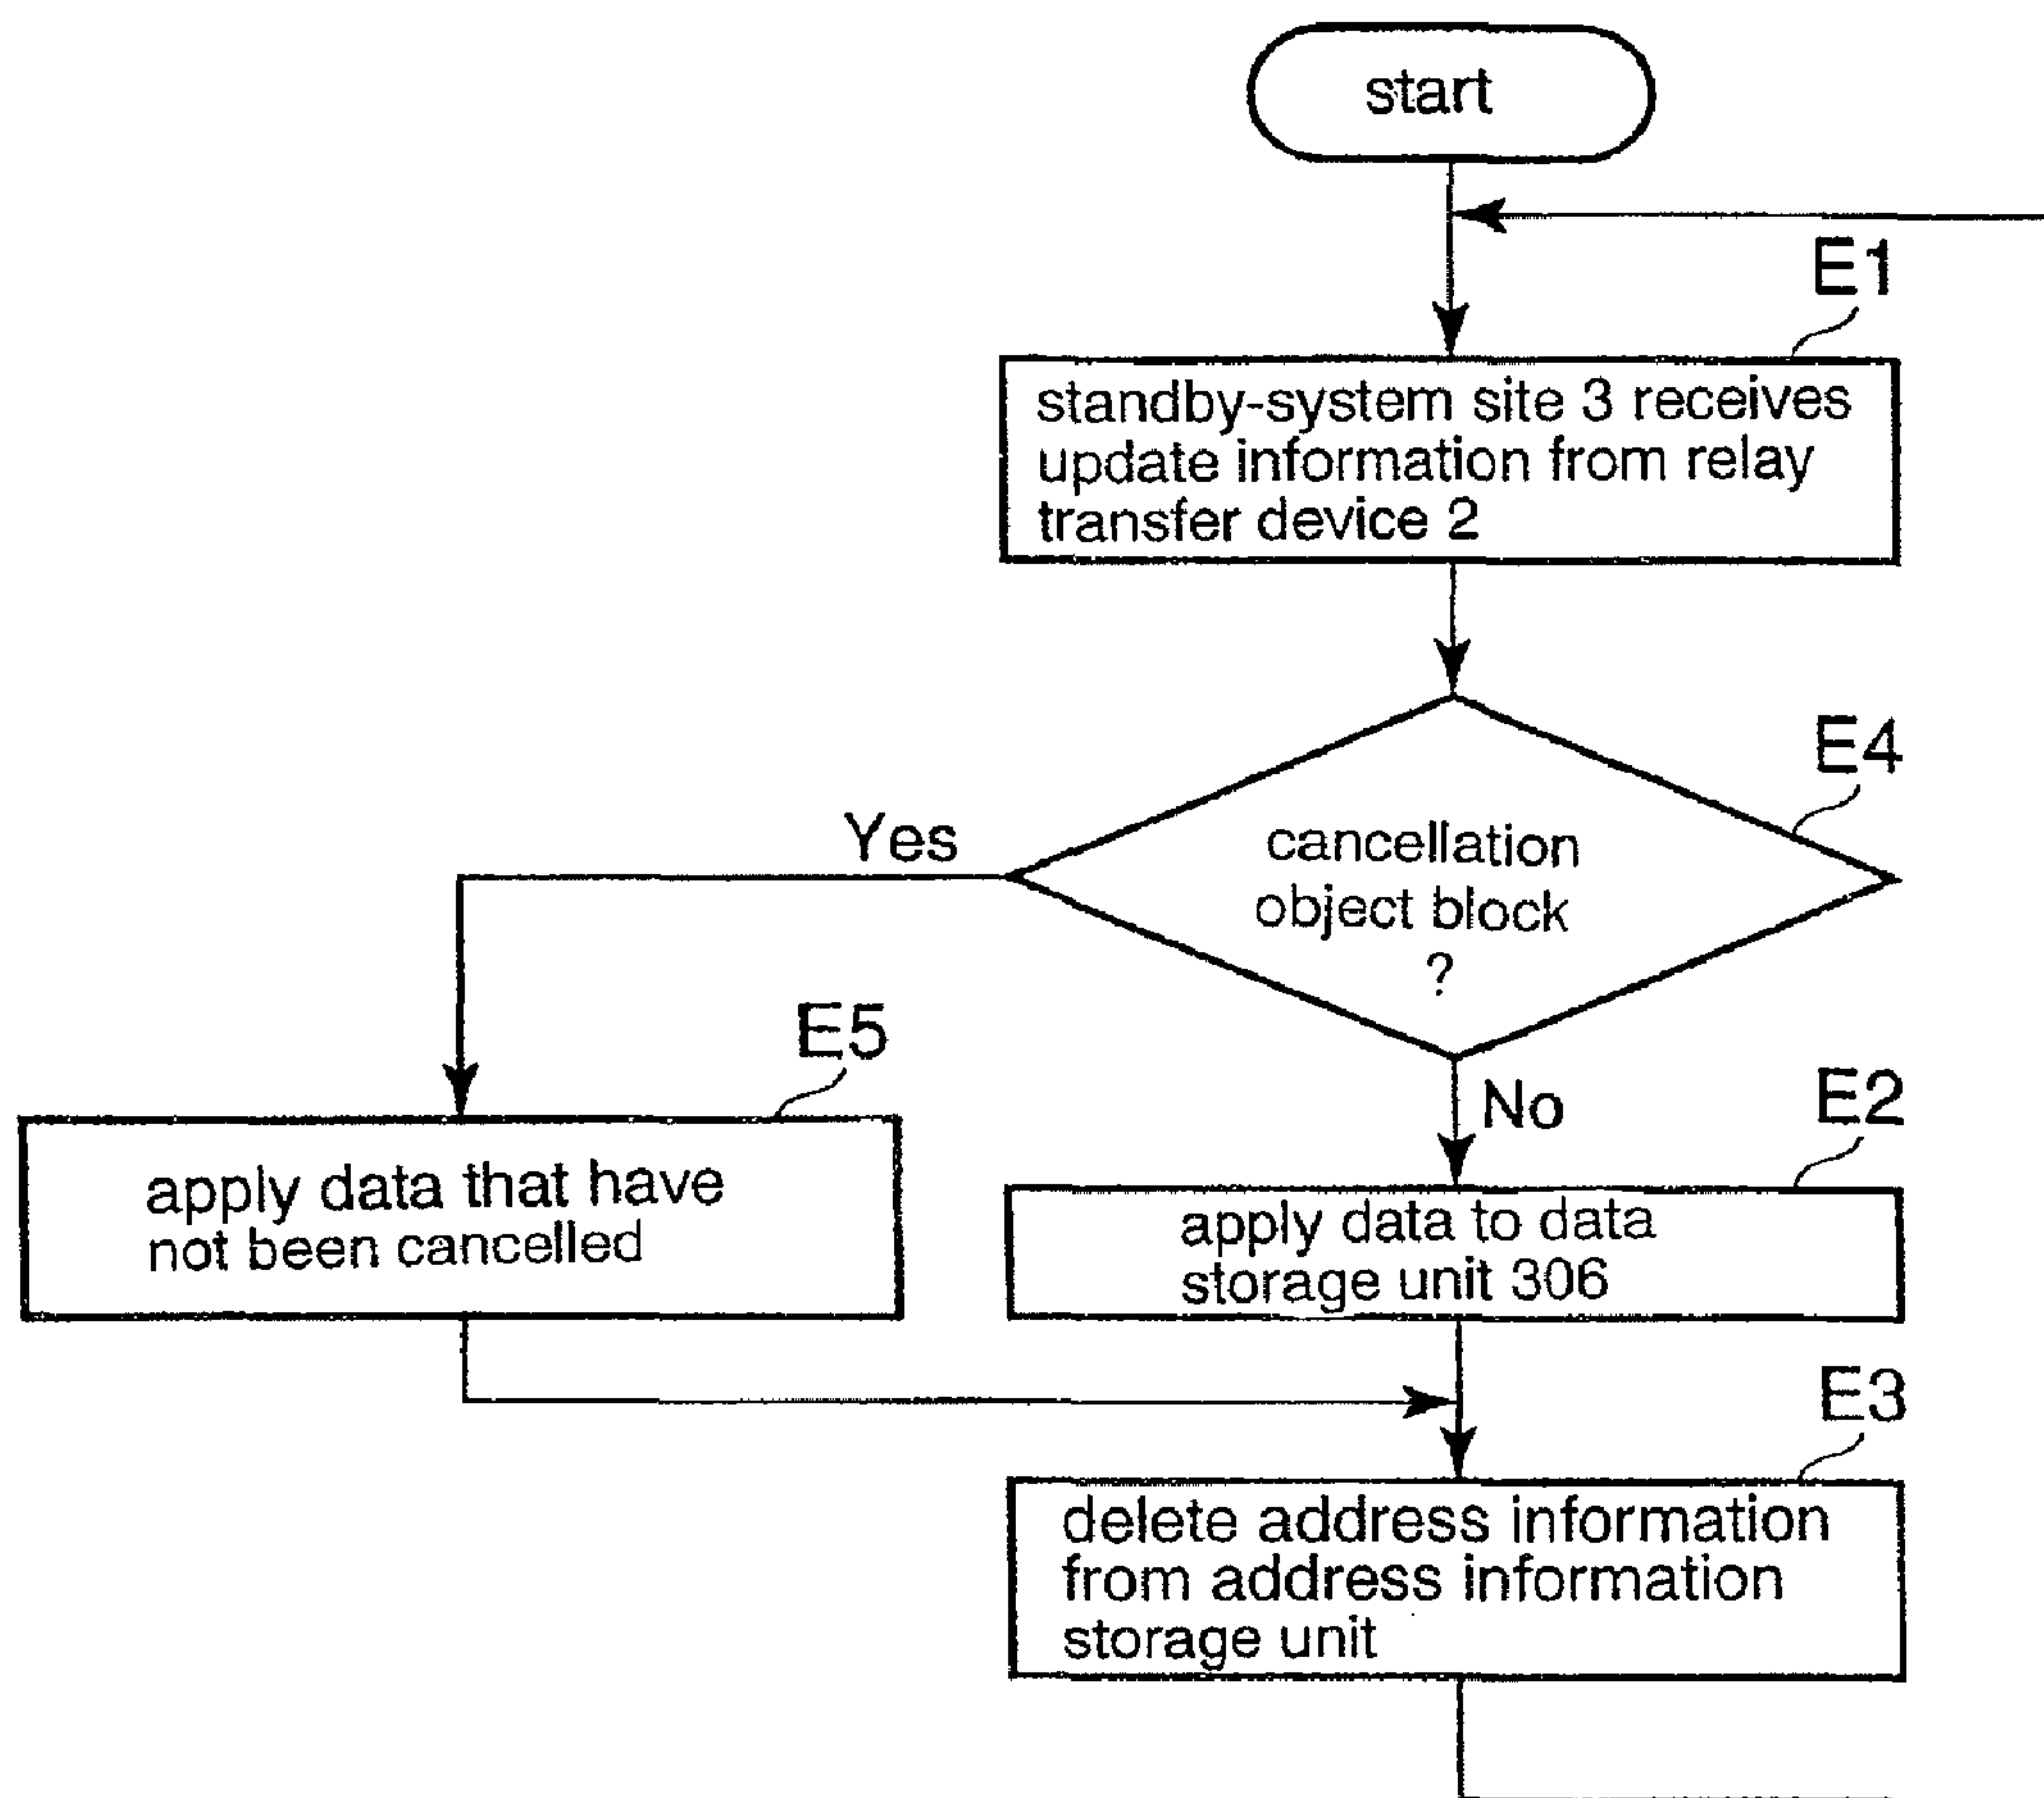 start
E1
standby-system site 3 receives
update information from relay
transfer device 2
E4
cancellation
object block
?
Yes
No
E5
apply data that have
not been cancelled
E2
apply data to data
storage unit 306
E3
delete address information
from address information
storage unit